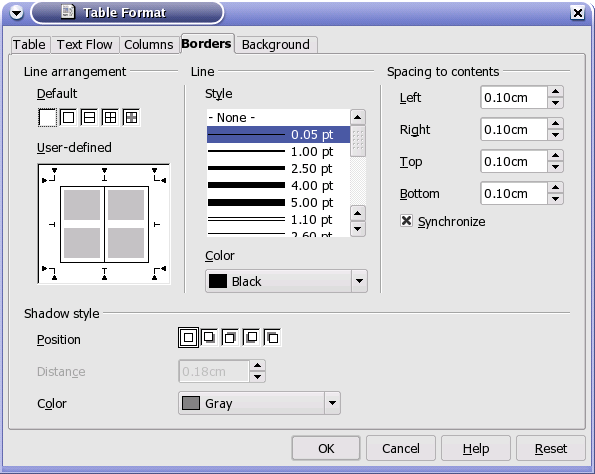 Table Format
Table Text Flow Columns Borders Background
Line arrangement
Default
User-defined
Line
Style
- None -
0.05 pt
1.00 pt
2.50 pt
4.00 pt
5.00 pt
1.10 pt
2.60 pt
Color
Black
Spacing to contents
Left 0.10cm
Right 0.10cm
Top 0.10cm
Bottom 0.10cm
Synchronize
Shadow style
Position
Distance 0.18cm
Color Gray
OK Cancel Help Reset